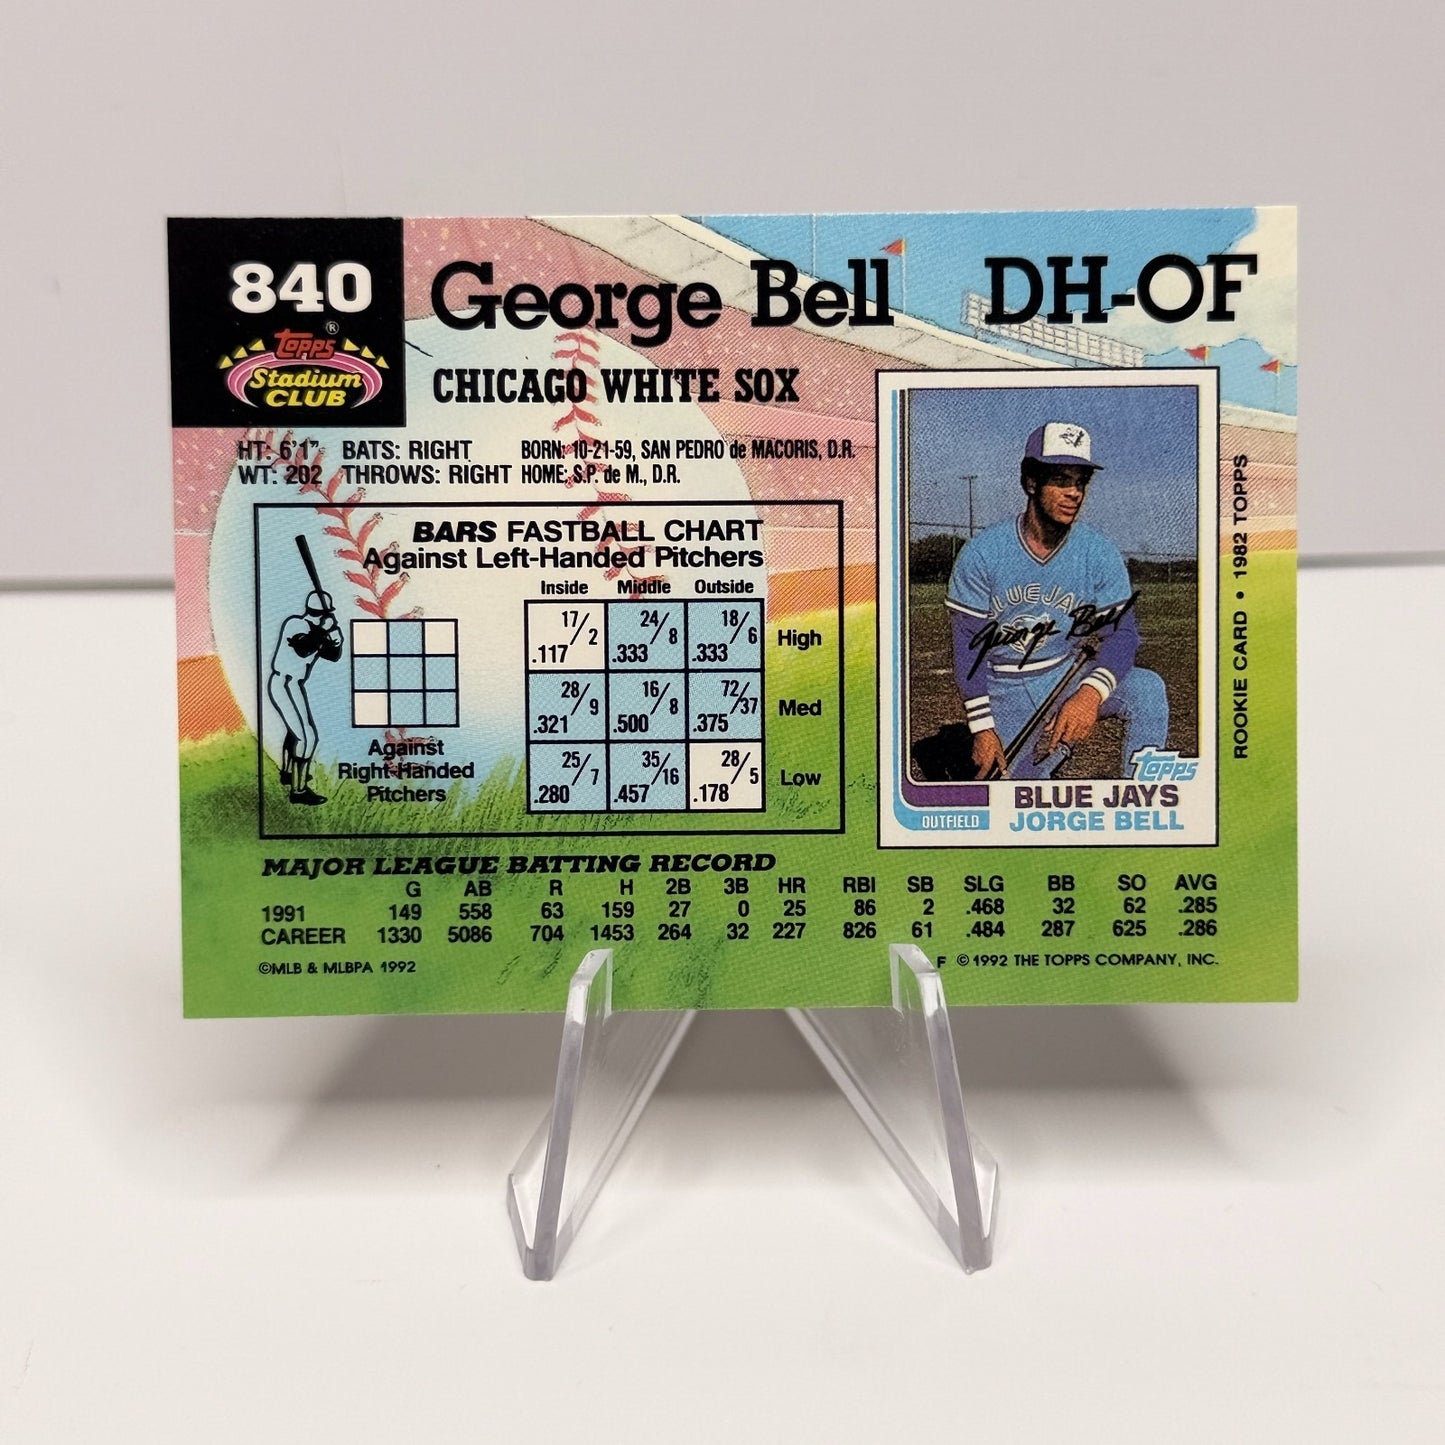 840
George Bell DH-OF
Topps®
Stadium
CLUB
CHICAGO WHITE SOX
HT: 6'1" BATS: RIGHT BORN: 10-21-59, SAN PEDRO de MACORIS, D.R.
WT: 202 THROWS: RIGHT HOME: S.P. de M., D.R.
BARS FASTBALL CHART
Against Left-Handed Pitchers
Inside Middle Outside
17/2 24/8 18/6
.117 .333 .333 High
28/9 16/8 72/37
.321 .500 .375 Med
25/7 35/16 28/5
.280 .457 .178 Low
Against
Right-Handed
Pitchers
BLUE JAYS
George Bell
Topps
BLUE JAYS
OUTFIELD JORGE BELL
ROOKIE CARD • 1982 TOPPS
MAJOR LEAGUE BATTING RECORD
G AB R H 2B 3B HR RBI SB SLG BB SO AVG
1991 149 558 63 159 27 0 25 86 2 .468 32 62 .285
CAREER 1330 5086 704 1453 264 32 227 826 61 .484 287 625 .286
©MLB & MLBPA 1992
F ©1992 THE TOPPS COMPANY, INC.